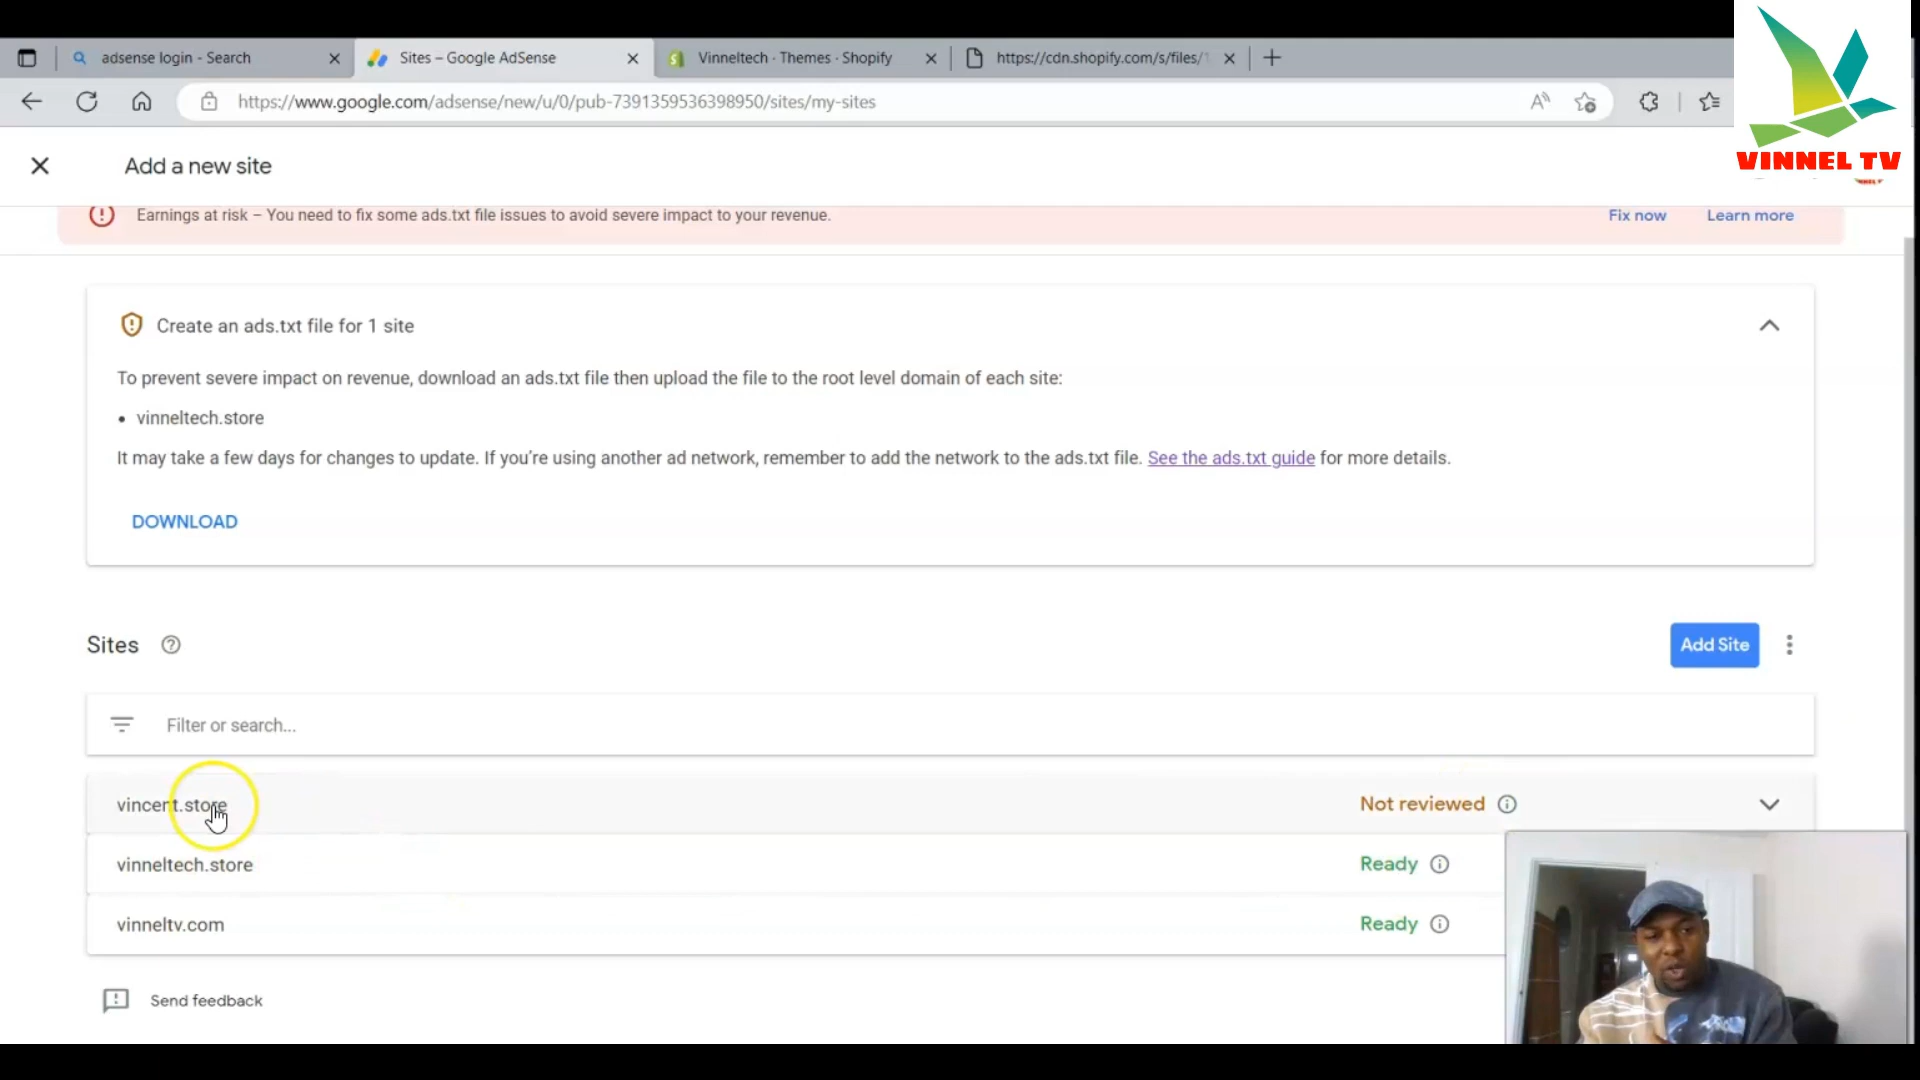 adsense login - Search
Sites – Google AdSense
Vinneltech · Themes · Shopify
https://cdn.shopify.com/s/files/1
https://www.google.com/adsense/new/u/0/pub-7391359536398950/sites/my-sites
VINNEL TV
Add a new site
Earnings at risk – You need to fix some ads.txt file issues to avoid severe impact to your revenue.
Fix now
Learn more
Create an ads.txt file for 1 site
To prevent severe impact on revenue, download an ads.txt file then upload the file to the root level domain of each site:
• vinneltech.store
It may take a few days for changes to update. If you're using another ad network, remember to add the network to the ads.txt file. See the ads.txt guide for more details.
DOWNLOAD
Sites
Add Site
Filter or search...
vincent.store
Not reviewed
vinneltech.store
Ready
vinneltv.com
Ready
Send feedback